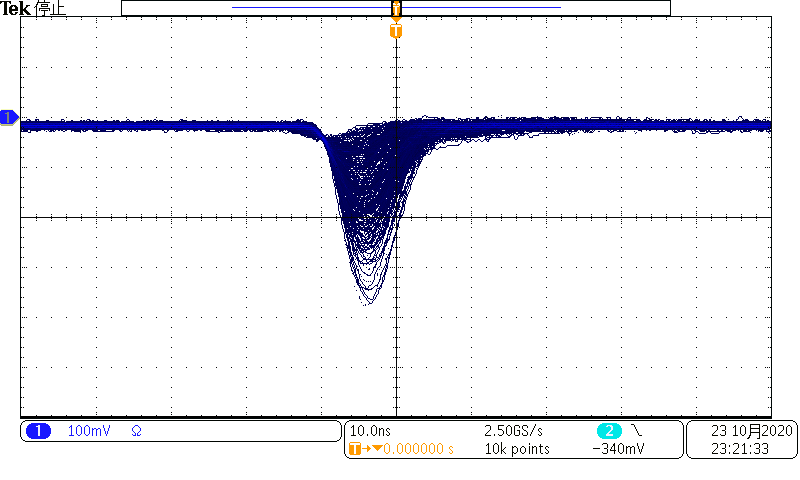 Tek 停止
T
T
1
1 100mV Ω
10.0ns 2.50GS/s 2
T→▼0.000000 s 10k points −340mV
23 10月2020
23:21:33